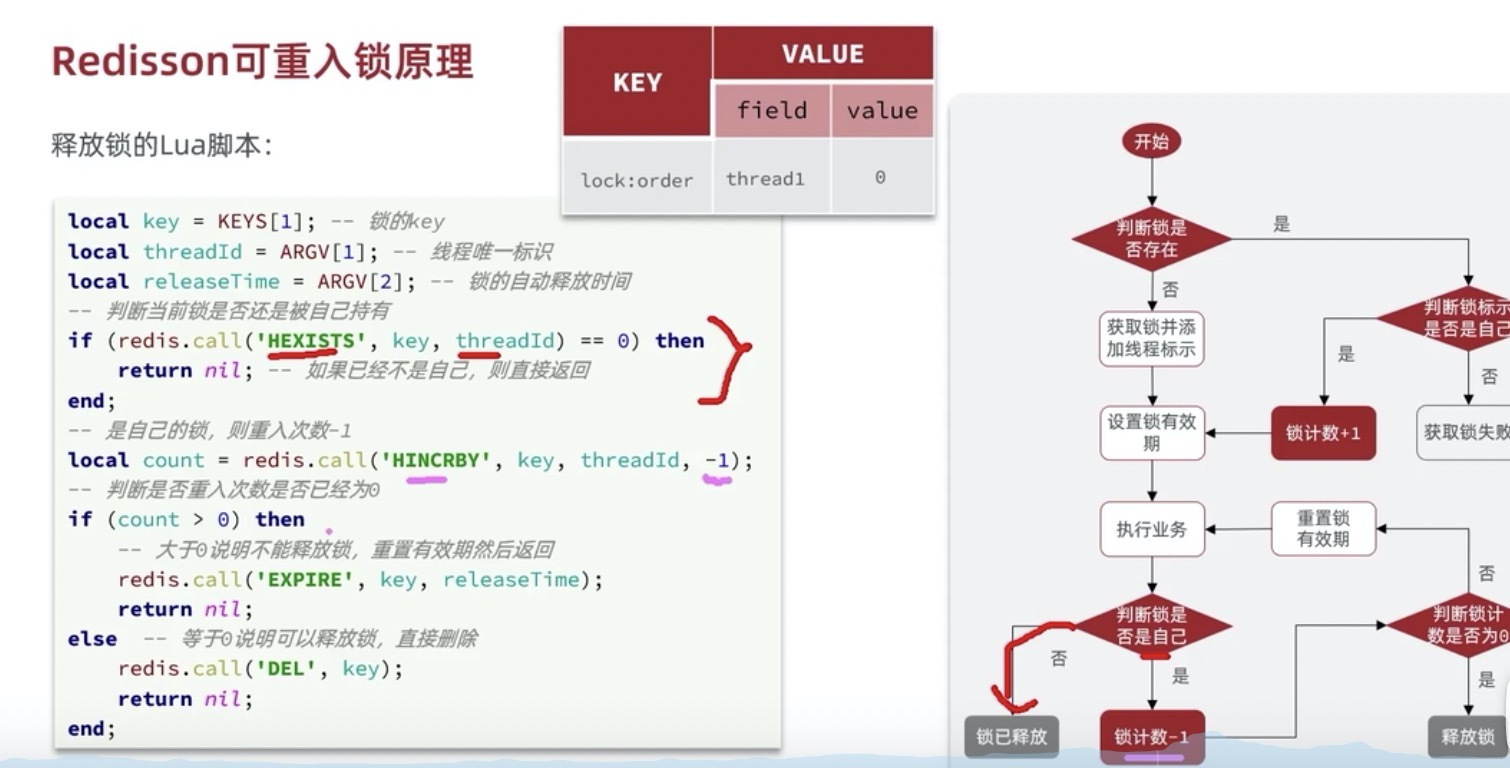 Redisson可重入锁原理
释放锁的Lua脚本：
KEY
VALUE
field
value
lock:order
thread1
0
local key = KEYS[1]; -- 锁的key
local threadId = ARGV[1]; -- 线程唯一标识
local releaseTime = ARGV[2]; -- 锁的自动释放时间
-- 判断当前锁是否还是被自己持有
if (redis.call('HEXISTS', key, threadId) == 0) then
return nil; -- 如果已经不是自己，则直接返回
end;
-- 是自己的锁，则重入次数-1
local count = redis.call('HINCRBY', key, threadId, -1);
-- 判断是否重入次数是否已经为0
if (count > 0) then
-- 大于0说明不能释放锁，重置有效期然后返回
redis.call('EXPIRE', key, releaseTime);
return nil;
else -- 等于0说明可以释放锁，直接删除
redis.call('DEL', key);
return nil;
end;
开始
判断锁是
否存在
是
否
获取锁并添
加线程标示
判断锁标示
是否是自己
是
否
设置锁有效
期
锁计数+1
获取锁失败
执行业务
重置锁
有效期
否
判断锁是
否是自己
判断锁计
数是否为0
否
是
是
锁已释放
锁计数-1
释放锁